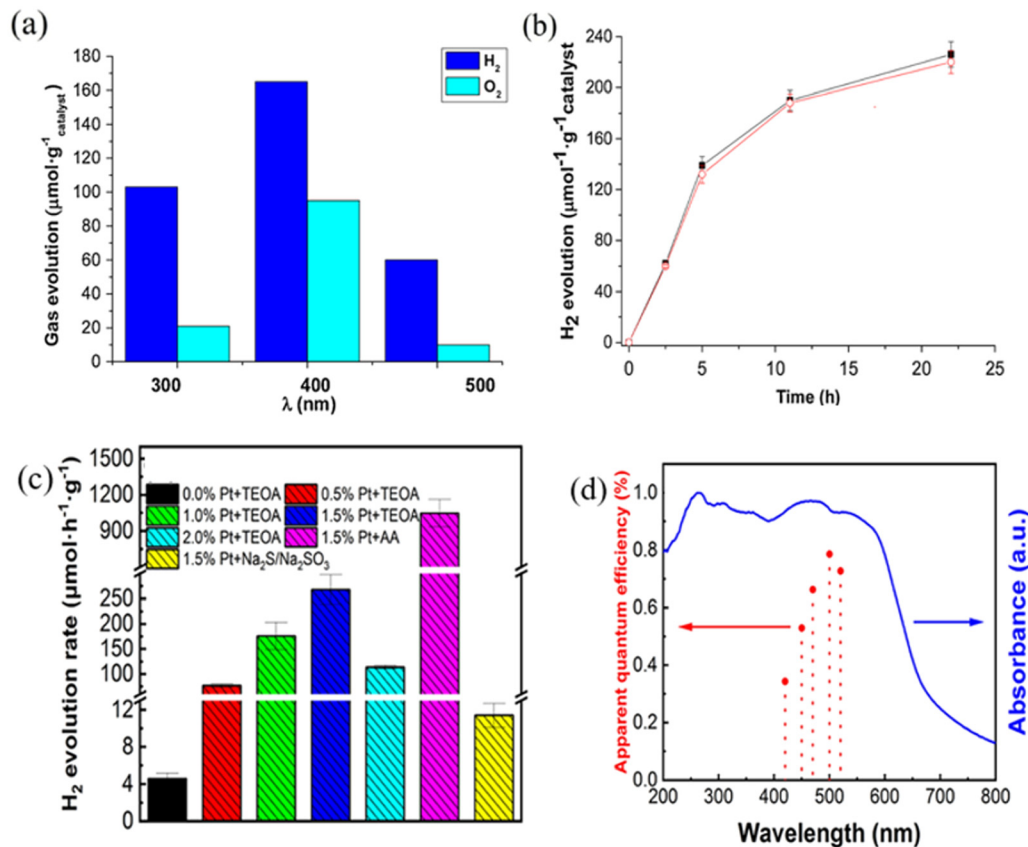 (a)
Gas evolution (μmol·g⁻¹catalyst)
180
160
140
120
100
80
60
40
20
0
H₂
O₂
300
400
500
λ (nm)
(b)
H₂ evolution (μmol⁻¹·g⁻¹catalyst
240
200
160
120
80
40
0
0
5
10
15
20
25
Time (h)
(c)
H₂ evolution rate (μmol·h⁻¹·g⁻¹)
1500
1200
900
250
200
150
100
12
8
4
0
0.0% Pt+TEOA
0.5% Pt+TEOA
1.0% Pt+TEOA
1.5% Pt+TEOA
2.0% Pt+TEOA
1.5% Pt+AA
1.5% Pt+Na₂S/Na₂SO₃
(d)
Apparent quantum efficiency (%)
1.0
0.8
0.6
0.4
0.2
0.0
200
300
400
500
600
700
800
Wavelength (nm)
Absorbance (a.u.)